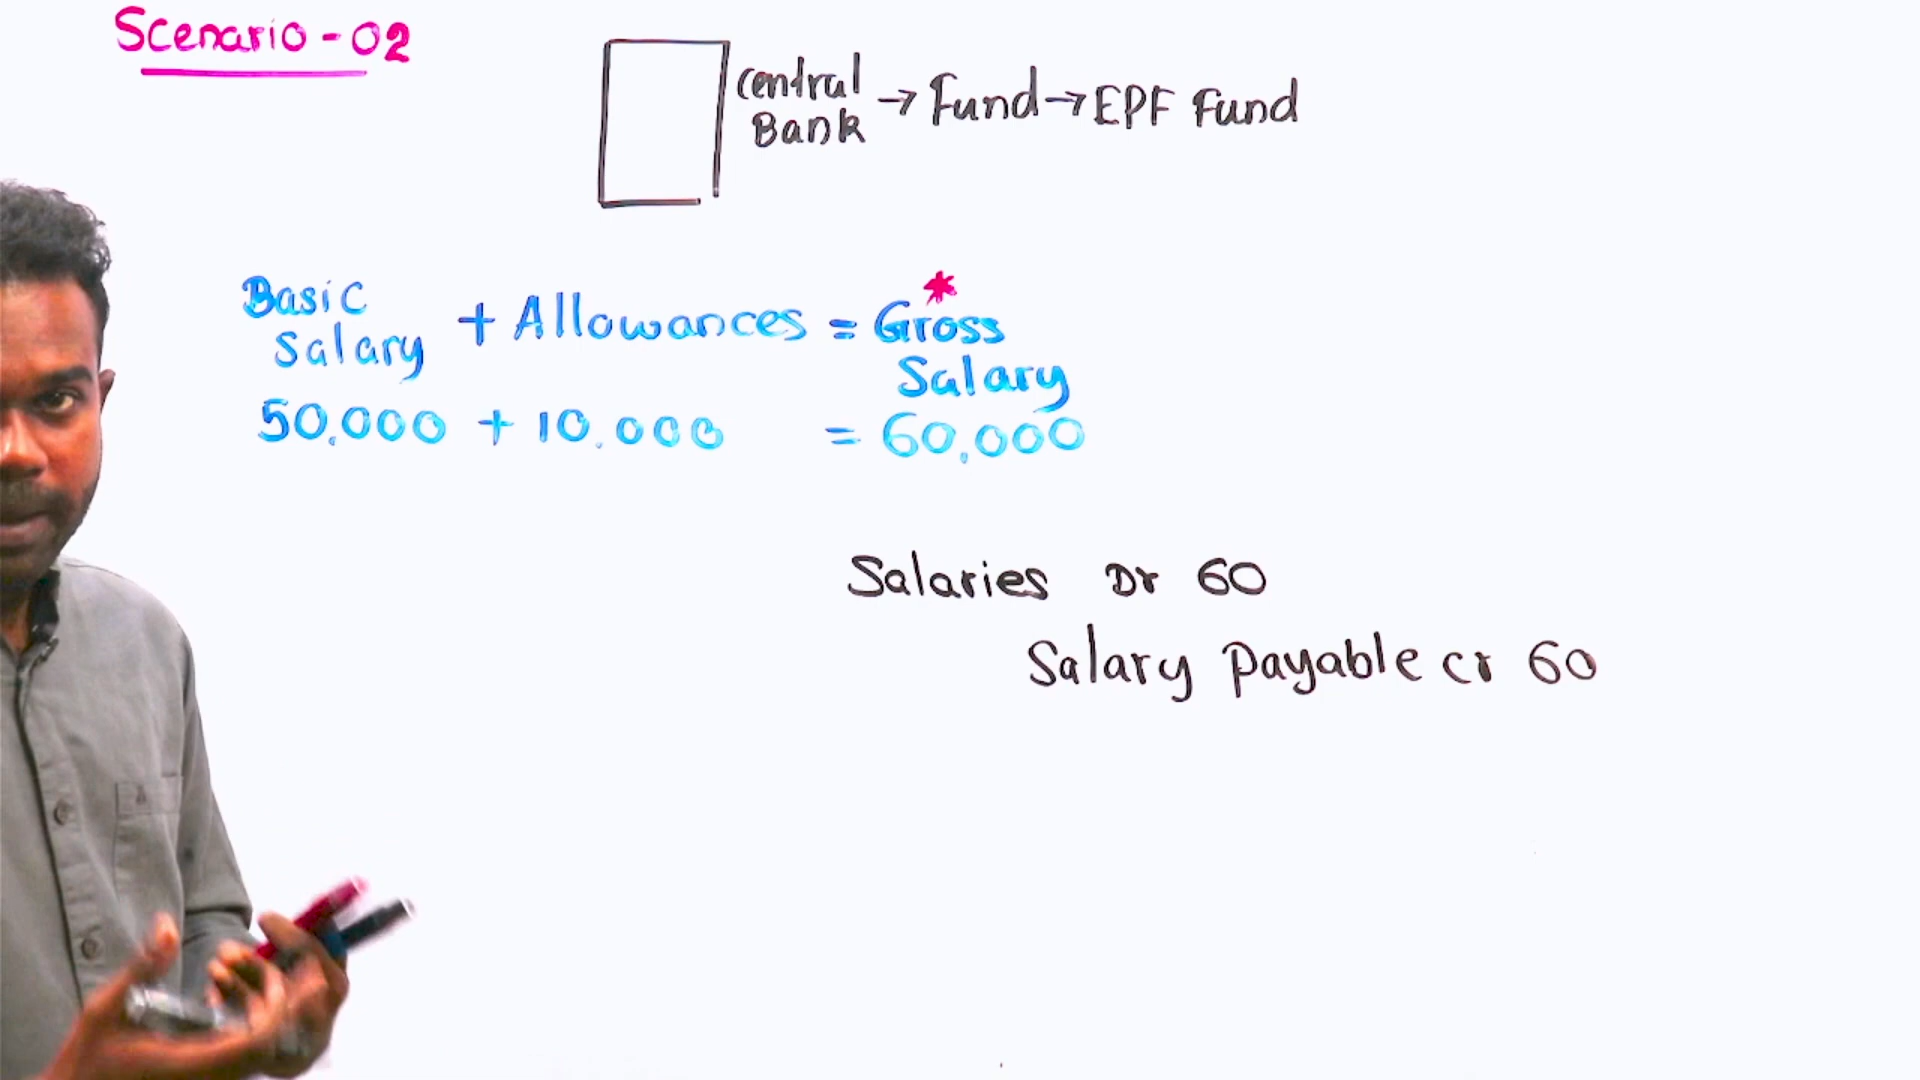 Scenario - 02
Central Bank → Fund → EPF Fund
Basic Salary + Allowances = Gross Salary *
50,000 + 10,000 = 60,000
Salaries Dr 60
Salary Payable cr 60